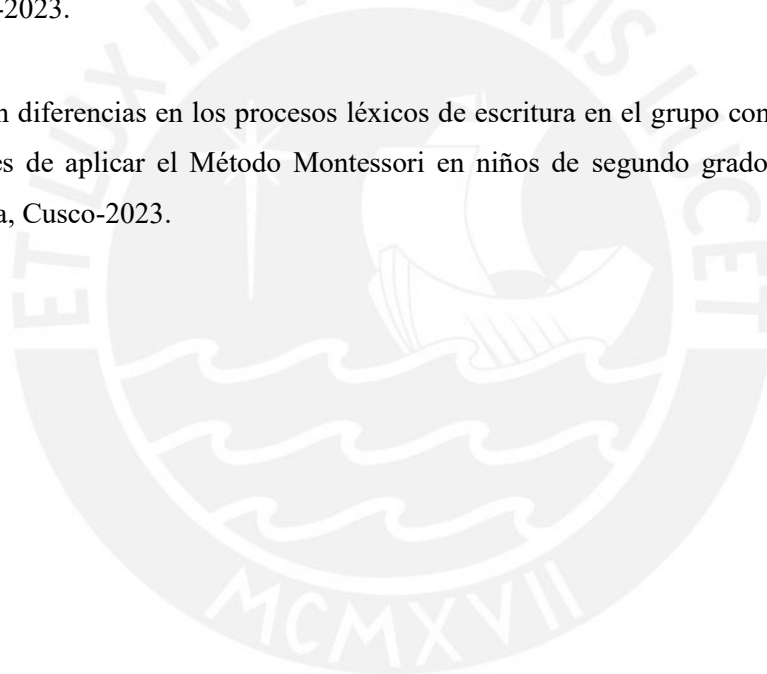 -2023.
n diferencias en los procesos léxicos de escritura en el grupo con
es de aplicar el Método Montessori en niños de segundo grado
a, Cusco-2023.
ET LUX IN BRIS LUCET
MCMXVII